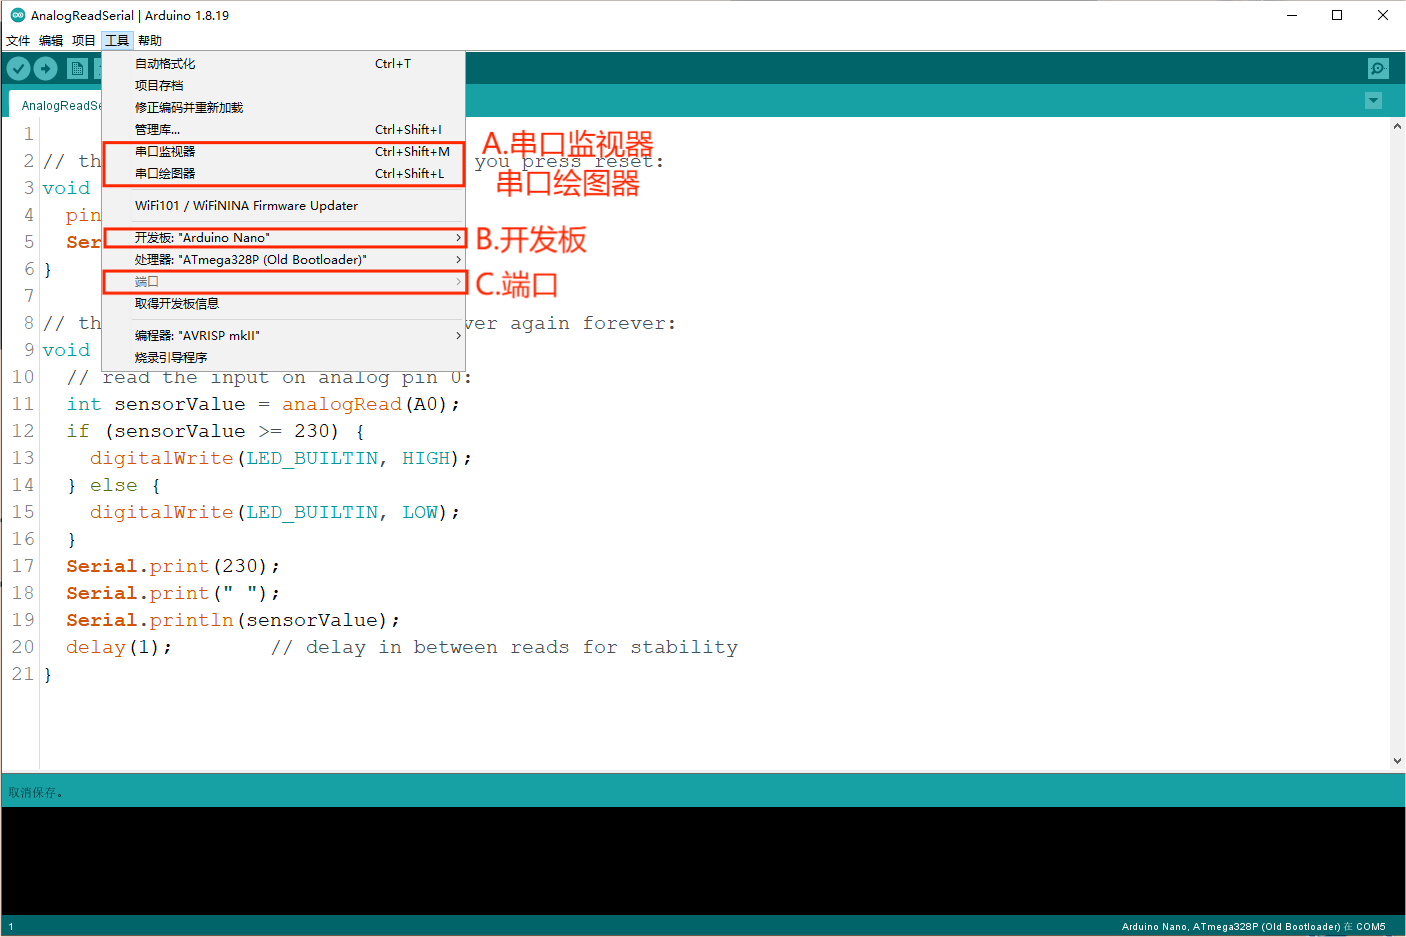 AnalogReadSerial | Arduino 1.8.19
文件 编辑 项目 工具 帮助
自动格式化 Ctrl+T
项目存档
修正编码并重新加载
管理库... Ctrl+Shift+I
串口监视器 Ctrl+Shift+M
串口绘图器 Ctrl+Shift+L
WiFi101 / WiFiNINA Firmware Updater
开发板: "Arduino Nano"
处理器: "ATmega328P (Old Bootloader)"
端口
取得开发板信息
编程器: "AVRISP mkII"
烧录引导程序
A.串口监视器
串口绘图器
B.开发板
C.端口
AnalogReadSe
1
2 // th you press reset:
3 void
4 pin
5 Ser
6 }
7
8 // th ver again forever:
9 void
10 // read the input on analog pin 0:
11 int sensorValue = analogRead(A0);
12 if (sensorValue >= 230) {
13 digitalWrite(LED_BUILTIN, HIGH);
14 } else {
15 digitalWrite(LED_BUILTIN, LOW);
16 }
17 Serial.print(230);
18 Serial.print(" ");
19 Serial.println(sensorValue);
20 delay(1); // delay in between reads for stability
21 }
取消保存。
1 Arduino Nano, ATmega328P (Old Bootloader) 在 COM5